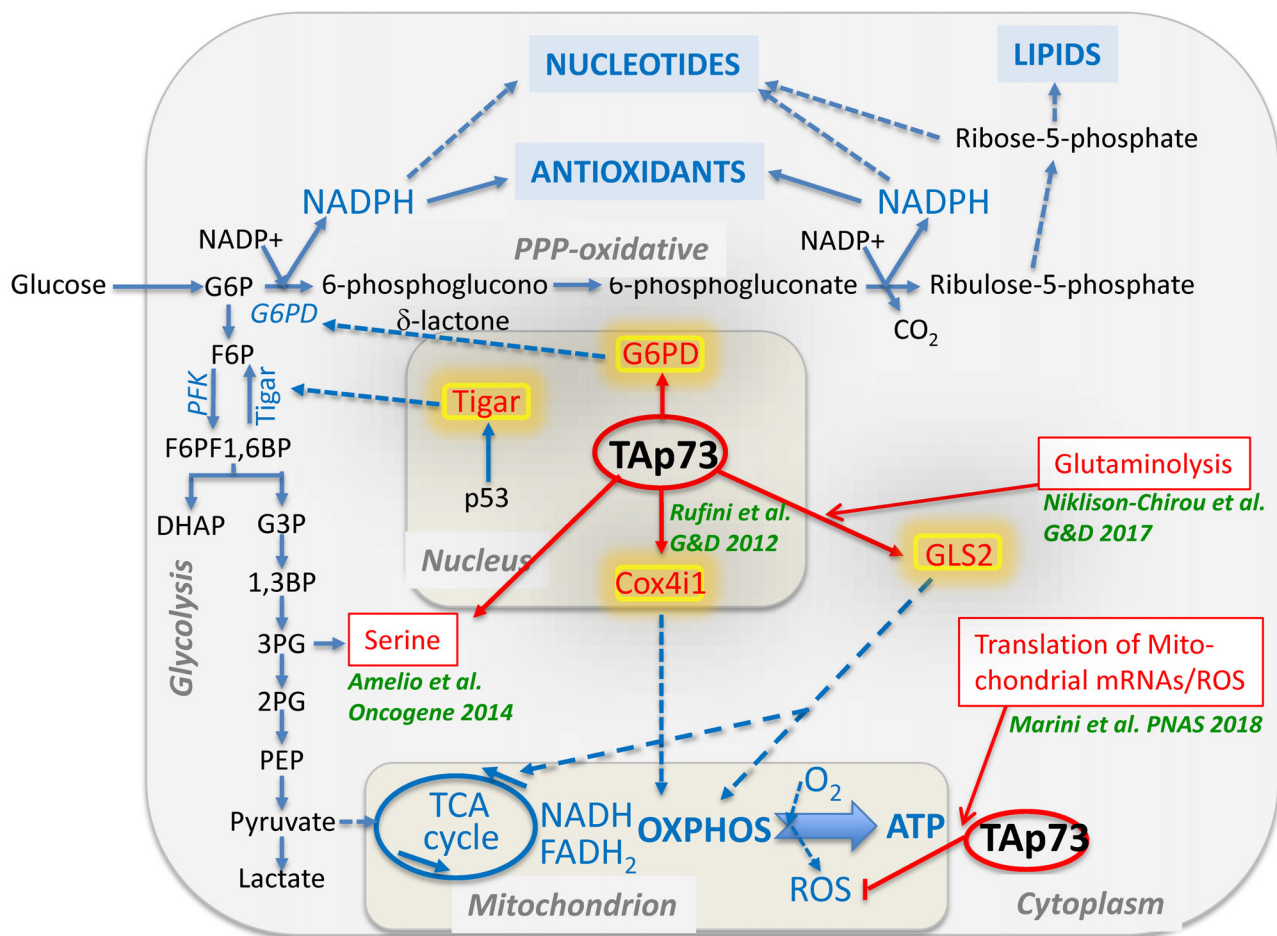 NUCLEOTIDES
LIPIDS
Ribose-5-phosphate
ANTIOXIDANTS
NADPH
NADPH
NADP+
PPP-oxidative
NADP+
Glucose
G6P
6-phosphoglucono
δ-lactone
6-phosphogluconate
Ribulose-5-phosphate
G6PD
CO₂
F6P
G6PD
PFK
Tigar
Tigar
TAp73
F6PF1,6BP
p53
Glutaminolysis
Niklison-Chirou et al.
G&D 2017
Rufini et al.
G&D 2012
DHAP
G3P
Nucleus
GLS2
Cox4i1
1,3BP
Glycolysis
3PG
Serine
Translation of Mito-
chondrial mRNAs/ROS
Amelio et al.
Oncogene 2014
2PG
Marini et al. PNAS 2018
PEP
Pyruvate
TCA
cycle
NADH
FADH₂
OXPHOS
O₂
ATP
TAp73
Lactate
ROS
Mitochondrion
Cytoplasm